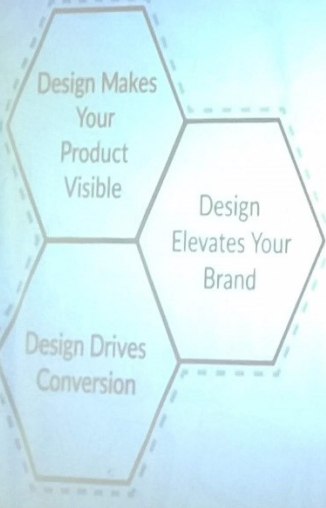 Design Makes
Your
Product
Visible
Design
Elevates Your
Brand
Design Drives
Conversion